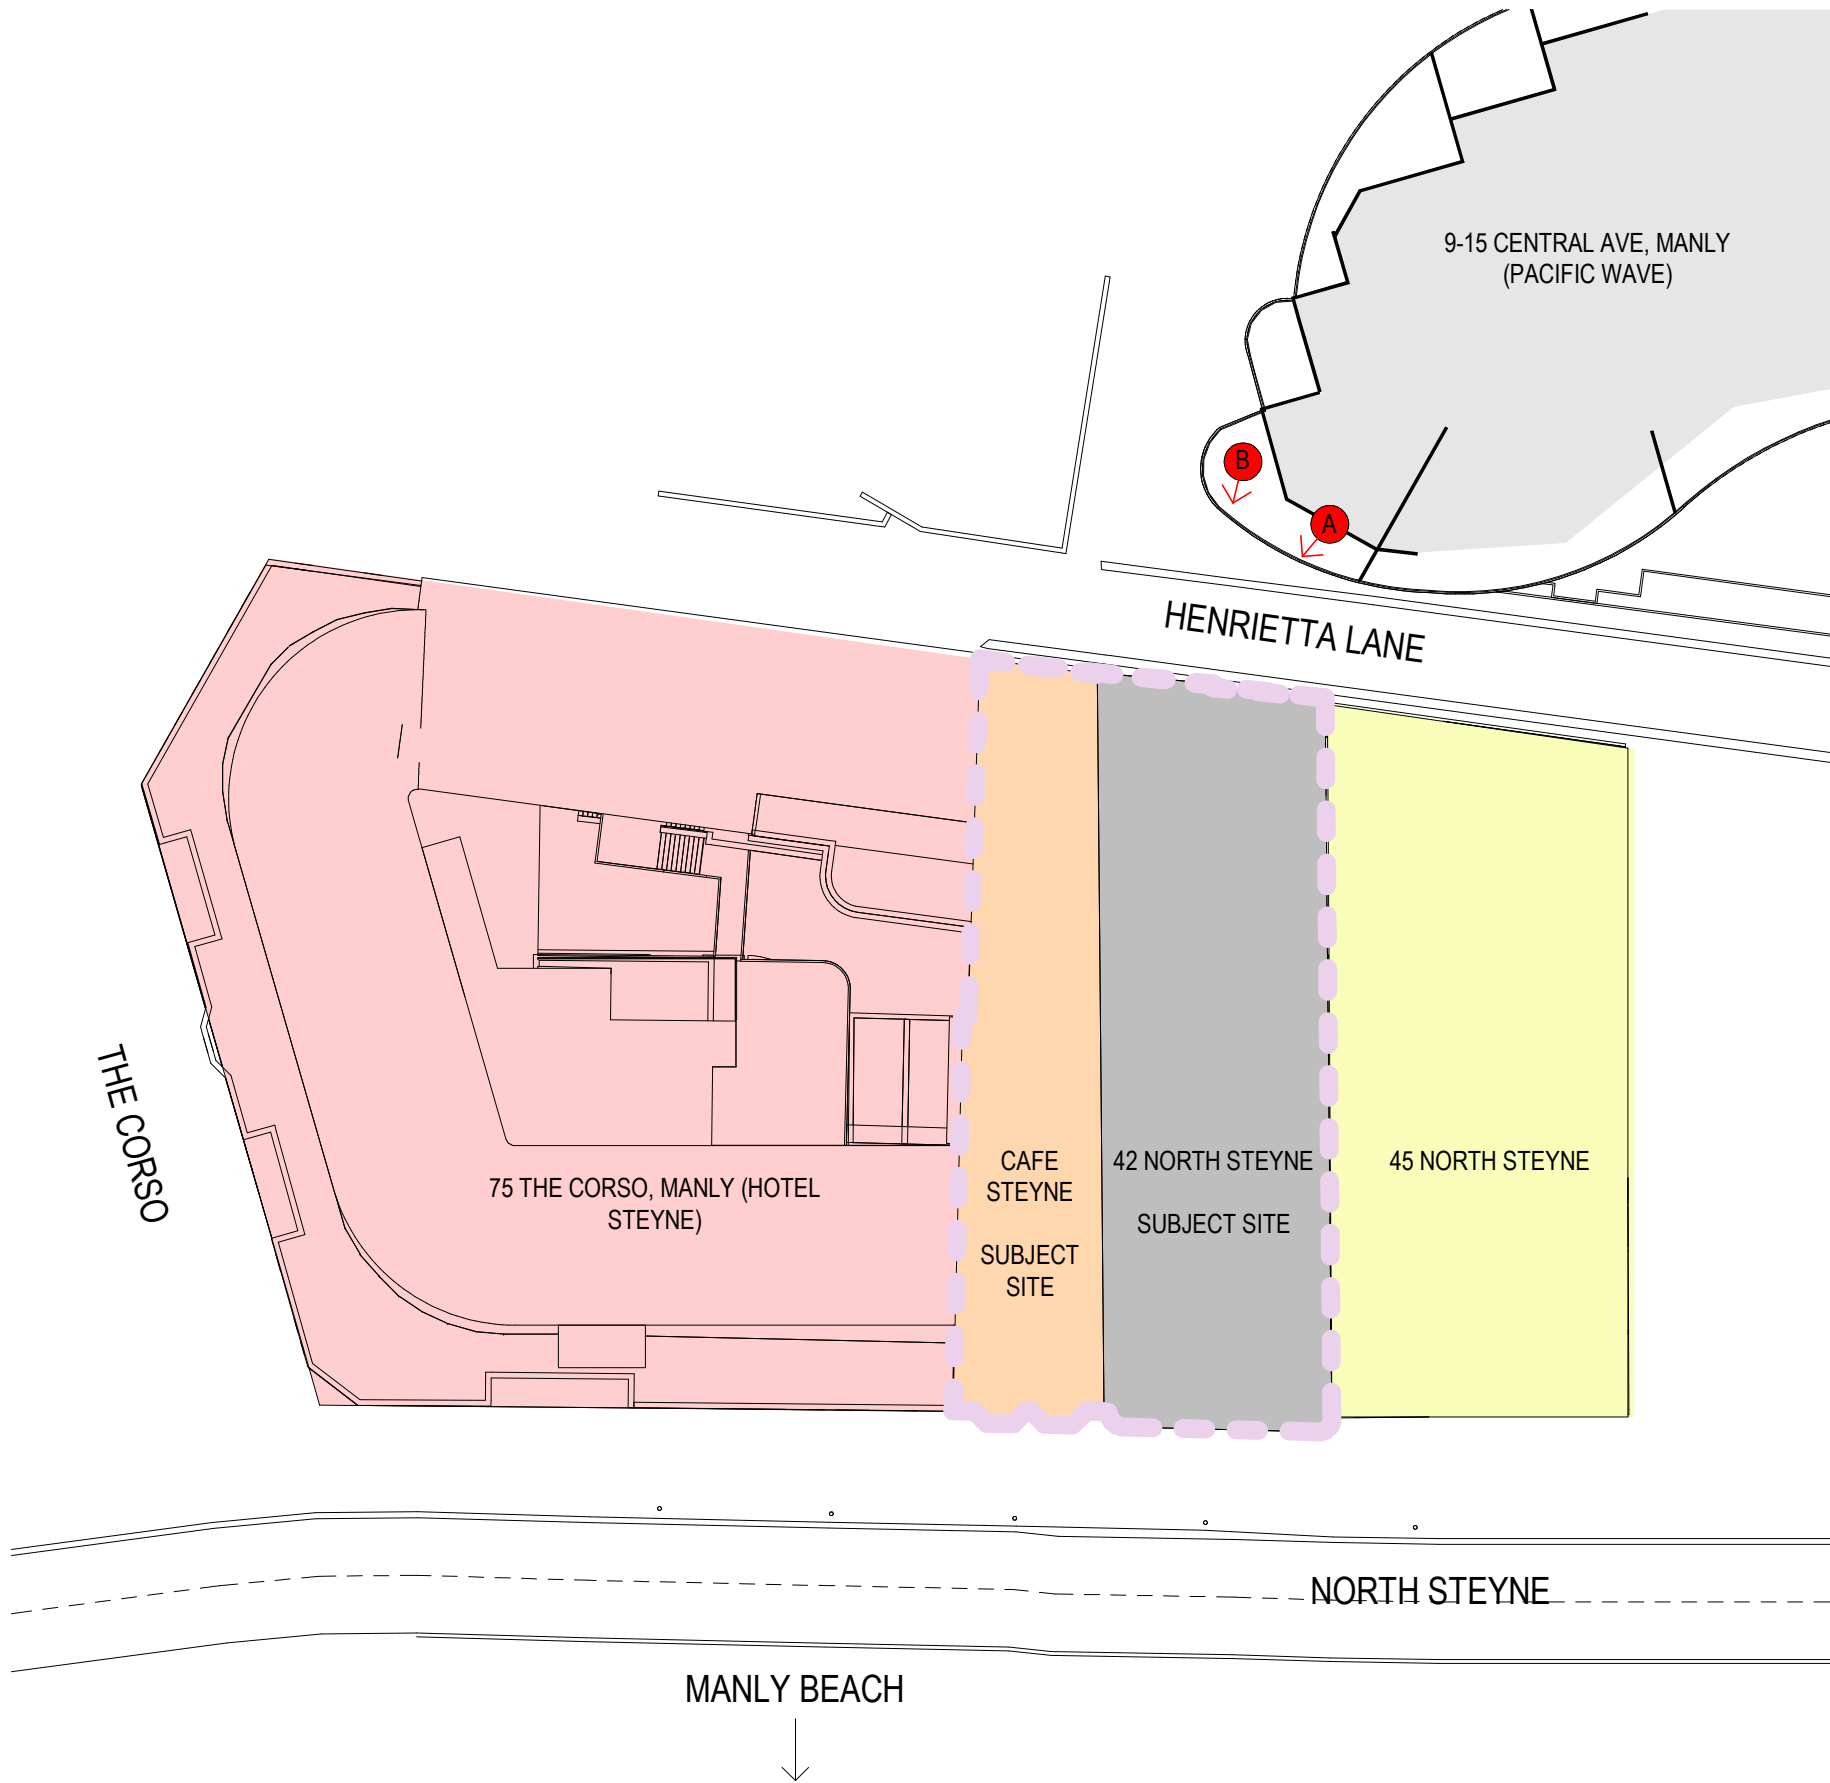 9-15 CENTRAL AVE, MANLY
(PACIFIC WAVE)
B
A
HENRIETTA LANE
THE CORSO
75 THE CORSO, MANLY (HOTEL
STEYNE)
CAFE
STEYNE
SUBJECT
SITE
42 NORTH STEYNE
SUBJECT SITE
45 NORTH STEYNE
NORTH STEYNE
MANLY BEACH